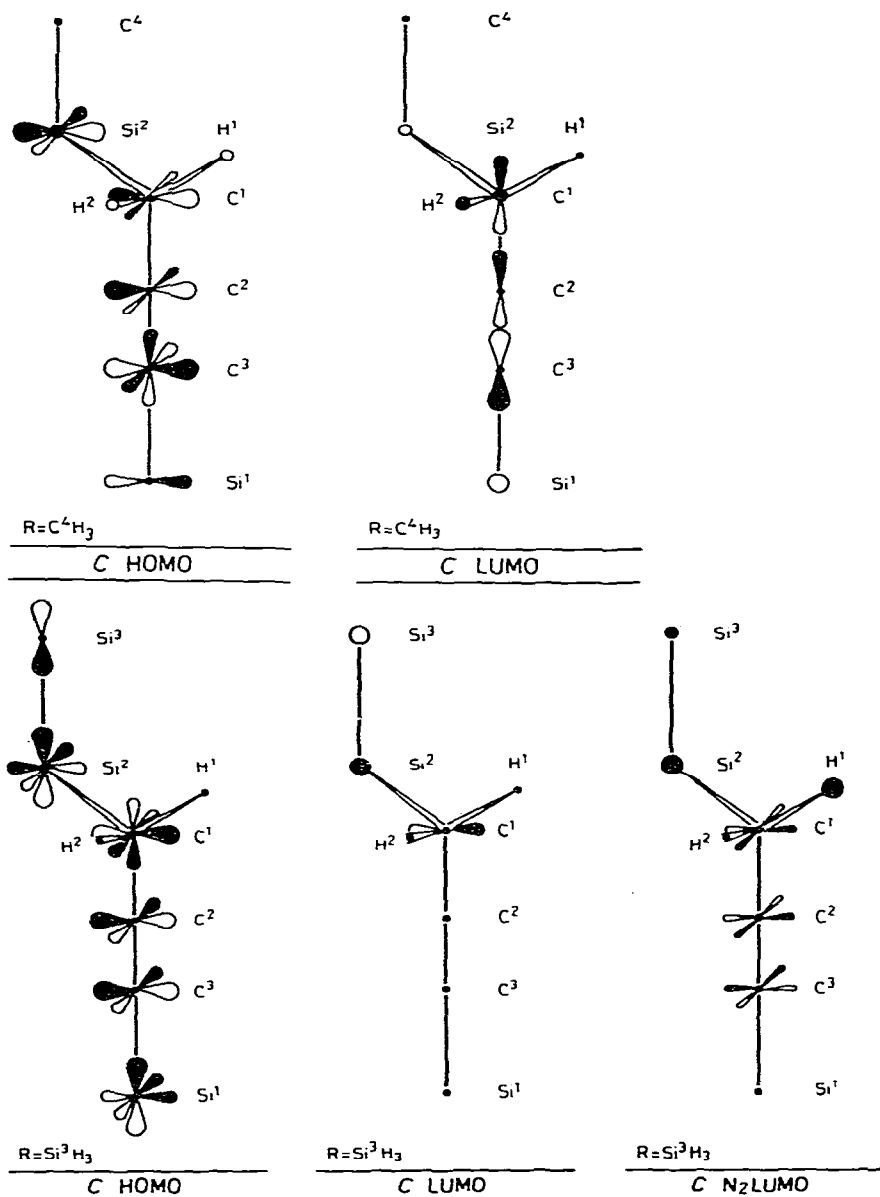 C⁴ C⁴
Si² H¹ Si² H¹
H² C¹ H² C¹
C² C²
C³ C³
Si¹ Si¹
R=C⁴H₃ R=C⁴H₃
C HOMO C LUMO
Si³ Si³ Si³
Si² H¹ Si² H¹ Si² H¹
H² C¹ H² C¹ H² C¹
C² C² C²
C³ C³ C³
Si¹ Si¹ Si¹
R=Si³H₃ R=Si³H₃ R=Si³H₃
C HOMO C LUMO C N₂LUMO